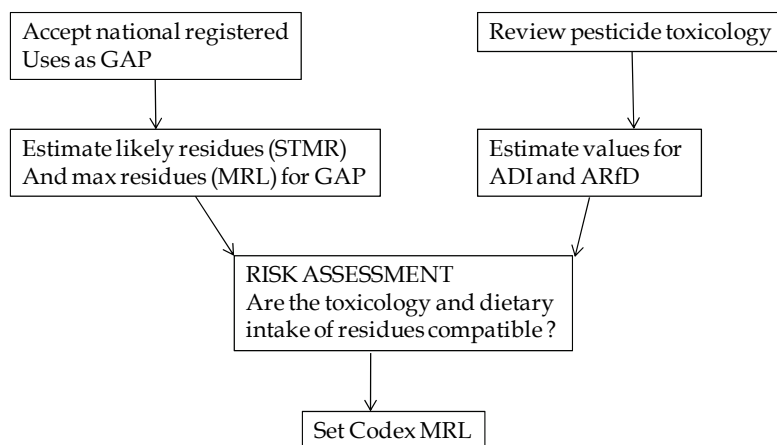 Accept national registered
Uses as GAP
Review pesticide toxicology
Estimate likely residues (STMR)
And max residues (MRL) for GAP
Estimate values for
ADI and ARfD
RISK ASSESSMENT
Are the toxicology and dietary
intake of residues compatible ?
Set Codex MRL